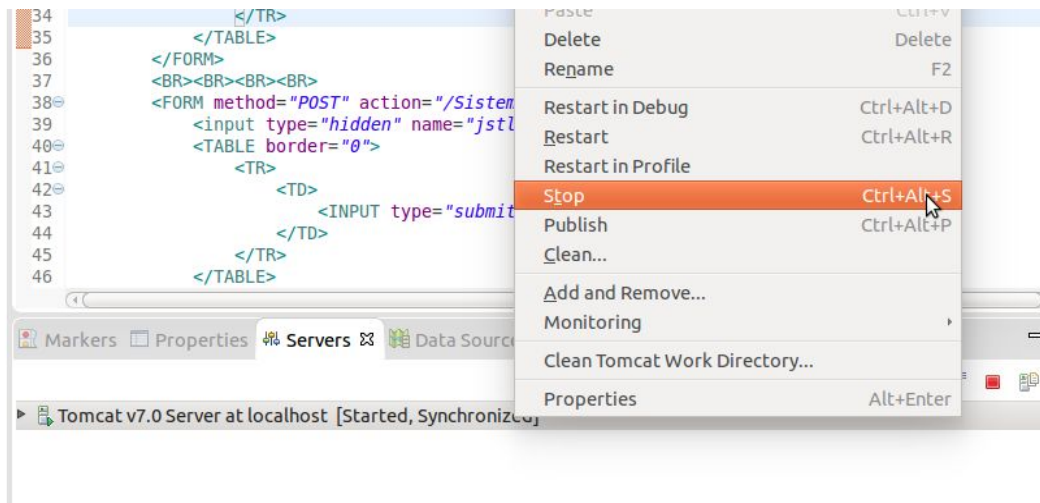 34 </TR>
35 </TABLE>
36 </FORM>
37 <BR><BR><BR><BR>
38 <FORM method="POST" action="/Sistem
39 <input type="hidden" name="jstl
40 <TABLE border="0">
41 <TR>
42 <TD>
43 <INPUT type="submit
44 </TD>
45 </TR>
46 </TABLE>
Paste Ctrl+V
Delete Delete
Rename F2
Restart in Debug Ctrl+Alt+D
Restart Ctrl+Alt+R
Restart in Profile
Stop Ctrl+Alt+S
Publish Ctrl+Alt+P
Clean...
Add and Remove...
Monitoring
Clean Tomcat Work Directory...
Properties Alt+Enter
Markers Properties Servers Data Sourc
Tomcat v7.0 Server at localhost [Started, Synchronized]